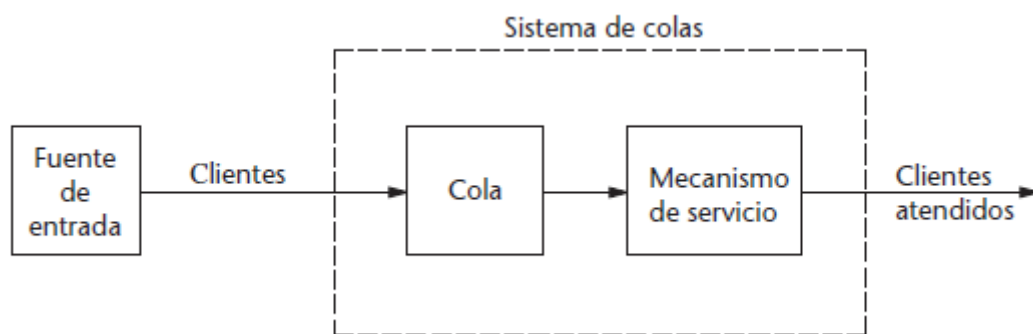 Sistema de colas
Fuente
de
entrada
Clientes
Cola
Mecanismo
de servicio
Clientes
atendidos